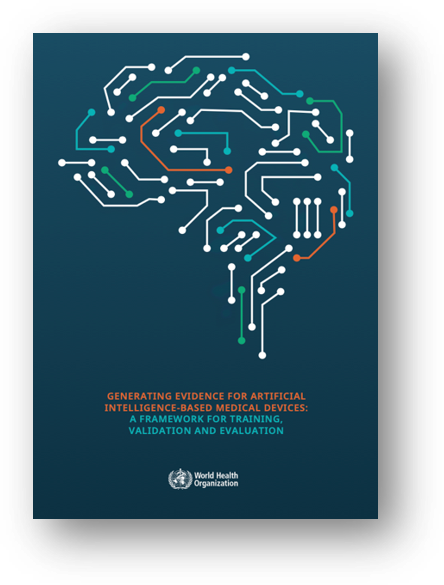 GENERATING EVIDENCE FOR ARTIFICIAL
INTELLIGENCE-BASED MEDICAL DEVICES:
A FRAMEWORK FOR TRAINING,
VALIDATION AND EVALUATION
World Health
Organization